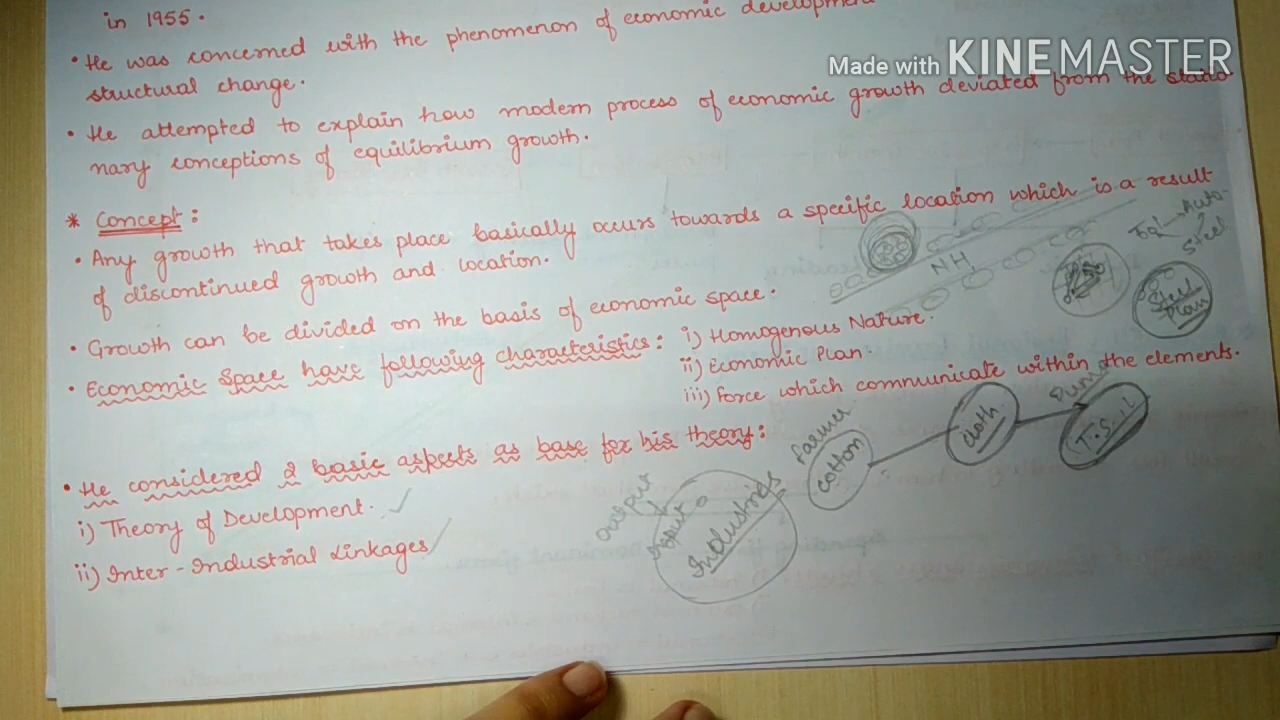 in 1955.
• He was concerned with the phenomenon of economic development
structural change.
Made with KINEMASTER
• He attempted to explain how modern process of economic growth deviated from the statio
nary conceptions of equilibrium growth.
* Concept:
• Any growth that takes place basically occurs towards a specific location which is a result
of discontinued growth and location.
NH
Auto-
Steel
Steel
Plan
• Growth can be divided on the basis of economic space.
• Economic Space have following characteristics: i) Homogenous Nature.
ii) Economic Plan.
iii) Force which communicate within the elements.
Farmer
Cotton
Cloth
T.S.
• He considered 2 basic aspects as base for his theory:
i) Theory of Development.
ii) Inter-Industrial Linkages
Output
Input
Industries